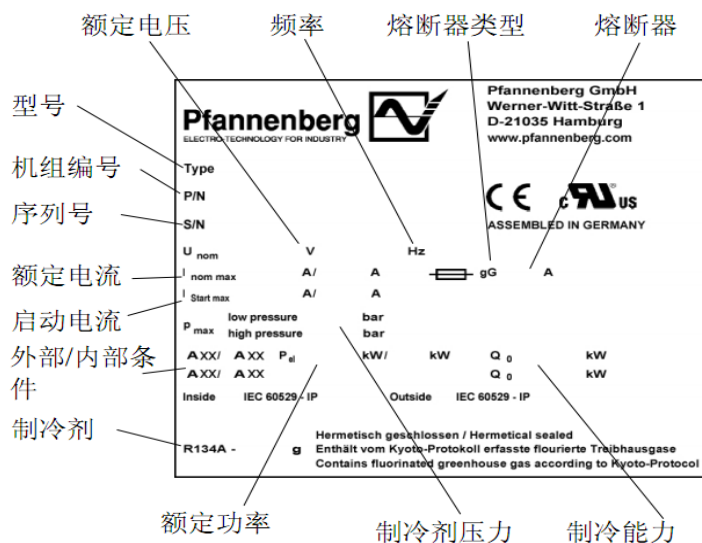 额定电压 频率 熔断器类型 熔断器
Pfannenberg
ELECTRO-TECHNOLOGY FOR INDUSTRY
Pfannenberg GmbH
Werner-Witt-Straße 1
D-21035 Hamburg
www.pfannenberg.com
型号
Type
机组编号
P/N
CE c RU US
序列号
S/N
ASSEMBLED IN GERMANY
U nom V Hz
额定电流
I nom max A/ A gG A
启动电流
I Start max A/ A
p max low pressure bar
high pressure bar
外部/内部条件
AXX/ AXX P el kW/ kW Q 0 kW
AXX/ AXX Q 0 kW
Inside IEC 60529 - IP Outside IEC 60529 - IP
制冷剂
R134A - g
Hermetisch geschlossen / Hermetical sealed
Enthält vom Kyoto-Protokoll erfasste flourierte Treibhausgase
Contains fluorinated greenhouse gas according to Kyoto-Protocol
额定功率 制冷剂压力 制冷能力